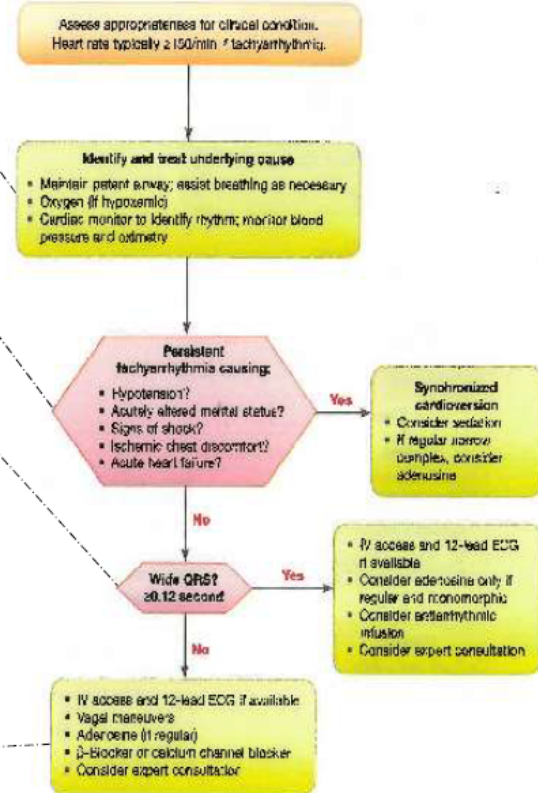 Assess appropriateness for clinical condition.
Heart rate typically ≥150/min if tachyarrhythmia.
Identify and treat underlying cause
• Maintain patent airway; assist breathing as necessary
• Oxygen (if hypoxemic)
• Cardiac monitor to identify rhythm; monitor blood
pressure and oximetry
Persistent
tachyarrhythmia causing:
• Hypotension?
• Acutely altered mental status?
• Signs of shock?
• Ischemic chest discomfort?
• Acute heart failure?
Yes
Synchronized
cardioversion
• Consider sedation
• If regular narrow
complex, consider
adenosine
No
Wide QRS?
≥0.12 second
Yes
• IV access and 12-lead ECG
if available
• Consider adenosine only if
regular and monomorphic
• Consider antiarrhythmic
infusion
• Consider expert consultation
No
• IV access and 12-lead ECG if available
• Vagal maneuvers
• Adenosine (if regular)
• β-Blocker or calcium channel blocker
• Consider expert consultation